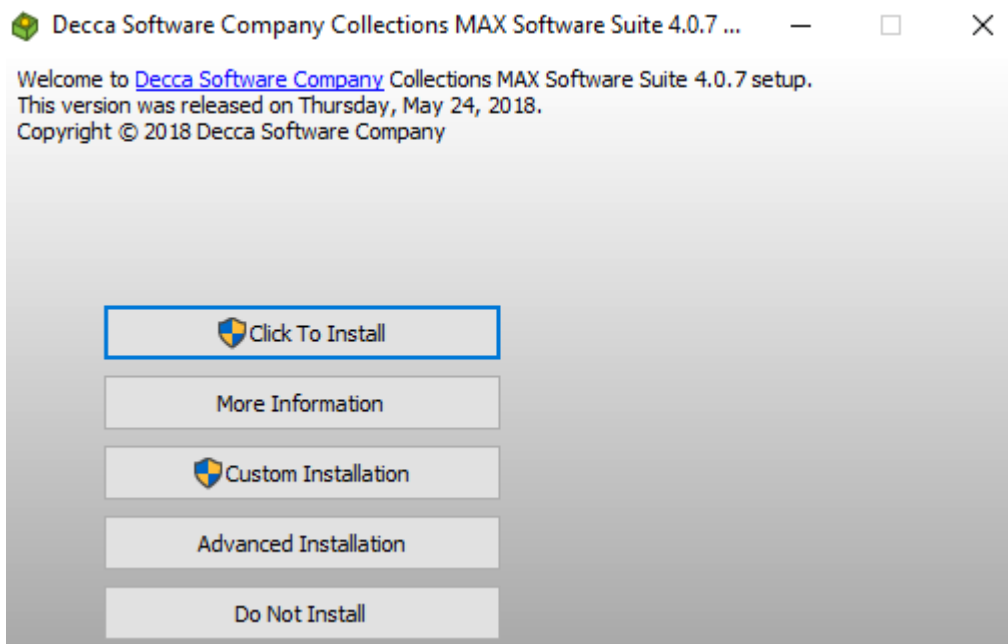 Decca Software Company Collections MAX Software Suite 4.0.7 ...
Welcome to Decca Software Company Collections MAX Software Suite 4.0.7 setup.
This version was released on Thursday, May 24, 2018.
Copyright © 2018 Decca Software Company
Click To Install
More Information
Custom Installation
Advanced Installation
Do Not Install